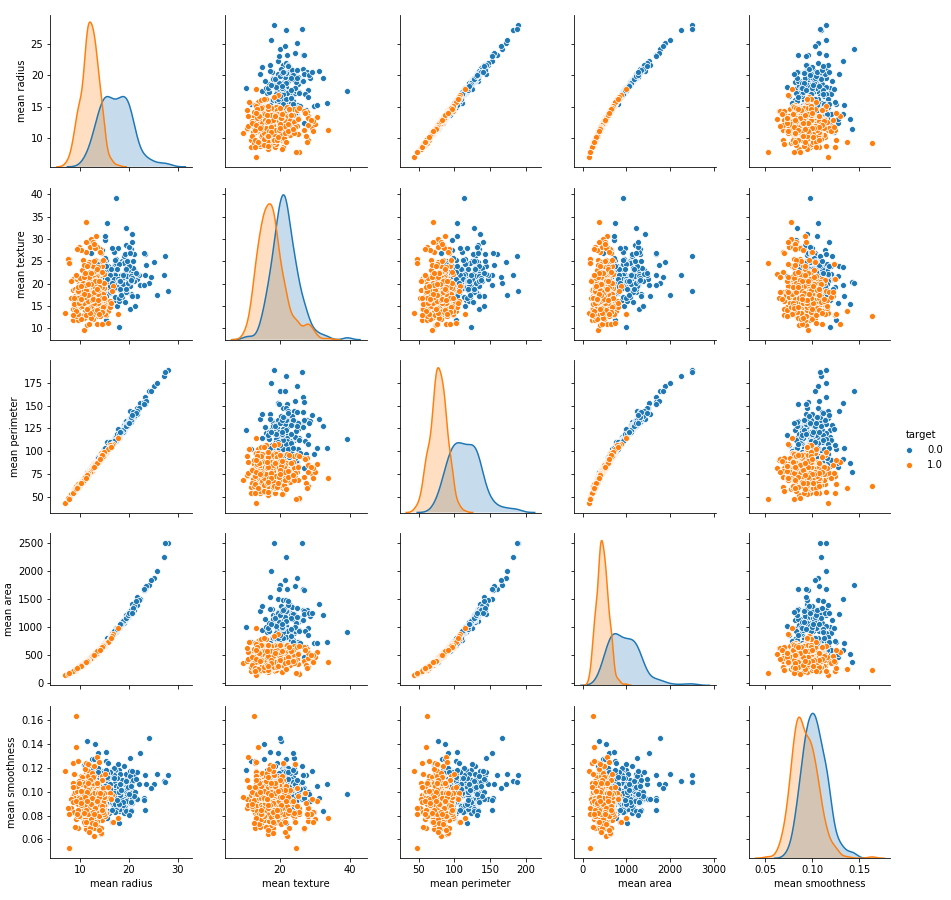 mean radius
25
20
15
10
mean texture
40
35
30
25
20
15
10
mean perimeter
175
150
125
100
75
50
target
0.0
1.0
mean area
2500
2000
1500
1000
500
0
mean smoothness
0.16
0.14
0.12
0.10
0.08
0.06
10 20 30
20 40
50 100 150 200
0 1000 2000 3000
0.05 0.10 0.15
mean radius
mean texture
mean perimeter
mean area
mean smoothness